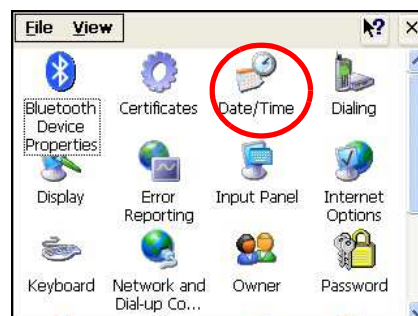 File View ? ×
Bluetooth Device Properties
Certificates
Date/Time
Dialing
Display
Error Reporting
Input Panel
Internet Options
Keyboard
Network and Dial-up Co...
Owner
Password